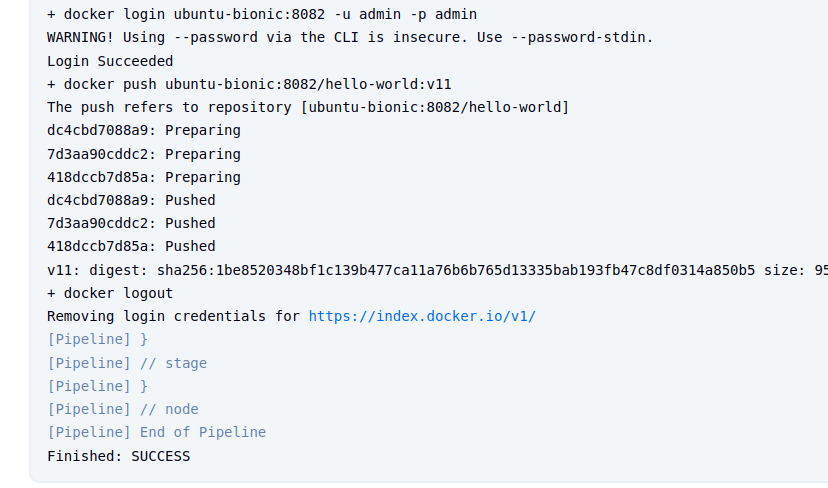 + docker login ubuntu-bionic:8082 -u admin -p admin
WARNING! Using --password via the CLI is insecure. Use --password-stdin.
Login Succeeded
+ docker push ubuntu-bionic:8082/hello-world:v11
The push refers to repository [ubuntu-bionic:8082/hello-world]
dc4cbd7088a9: Preparing
7d3aa90cddc2: Preparing
418dccb7d85a: Preparing
dc4cbd7088a9: Pushed
7d3aa90cddc2: Pushed
418dccb7d85a: Pushed
v11: digest: sha256:1be8520348bf1c139b477ca11a76b6b765d13335bab193fb47c8df0314a850b5 size: 95
+ docker logout
Removing login credentials for https://index.docker.io/v1/
[Pipeline] }
[Pipeline] // stage
[Pipeline] }
[Pipeline] // node
[Pipeline] End of Pipeline
Finished: SUCCESS